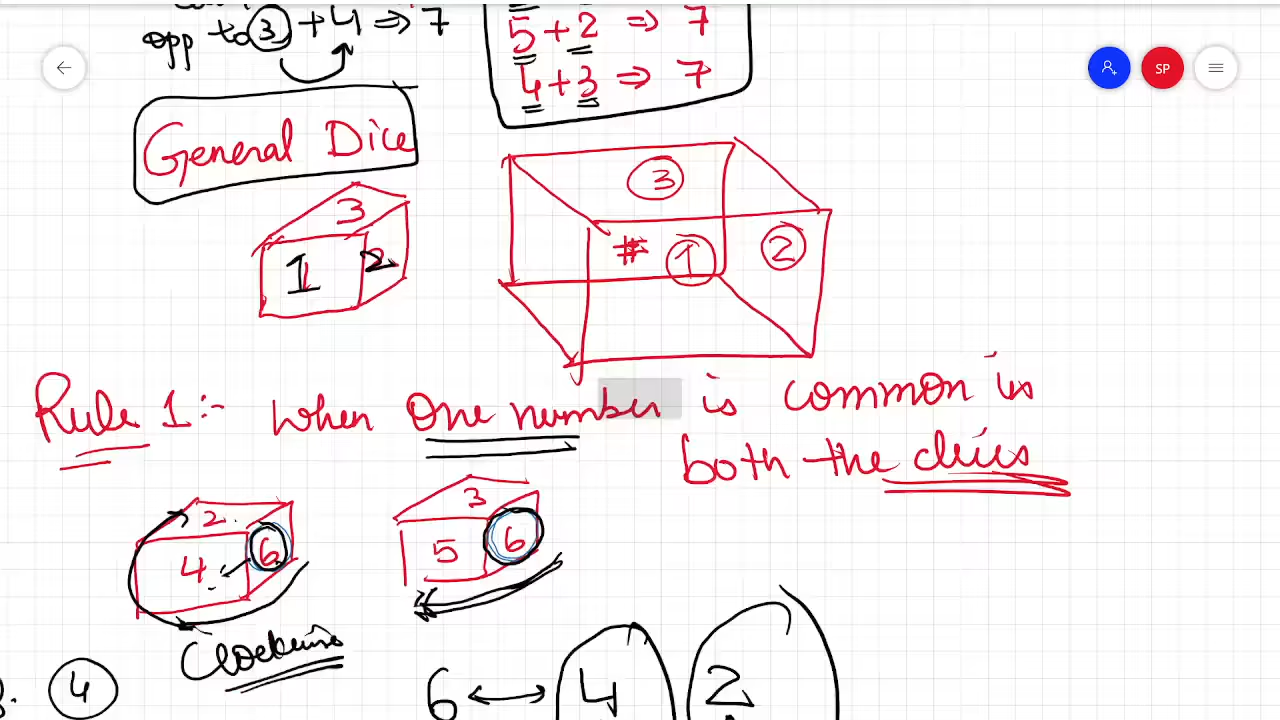 opp to 3 + 4 ⇒ 7
5 + 2 ⇒ 7
4 + 3 ⇒ 7
SP
General Dice
3
1 2
3
# 1 2
Rule 1:- When one number is common in
both the dices
2
4 6
3
5 6
Clockwise
4
6 ↔ 4 2